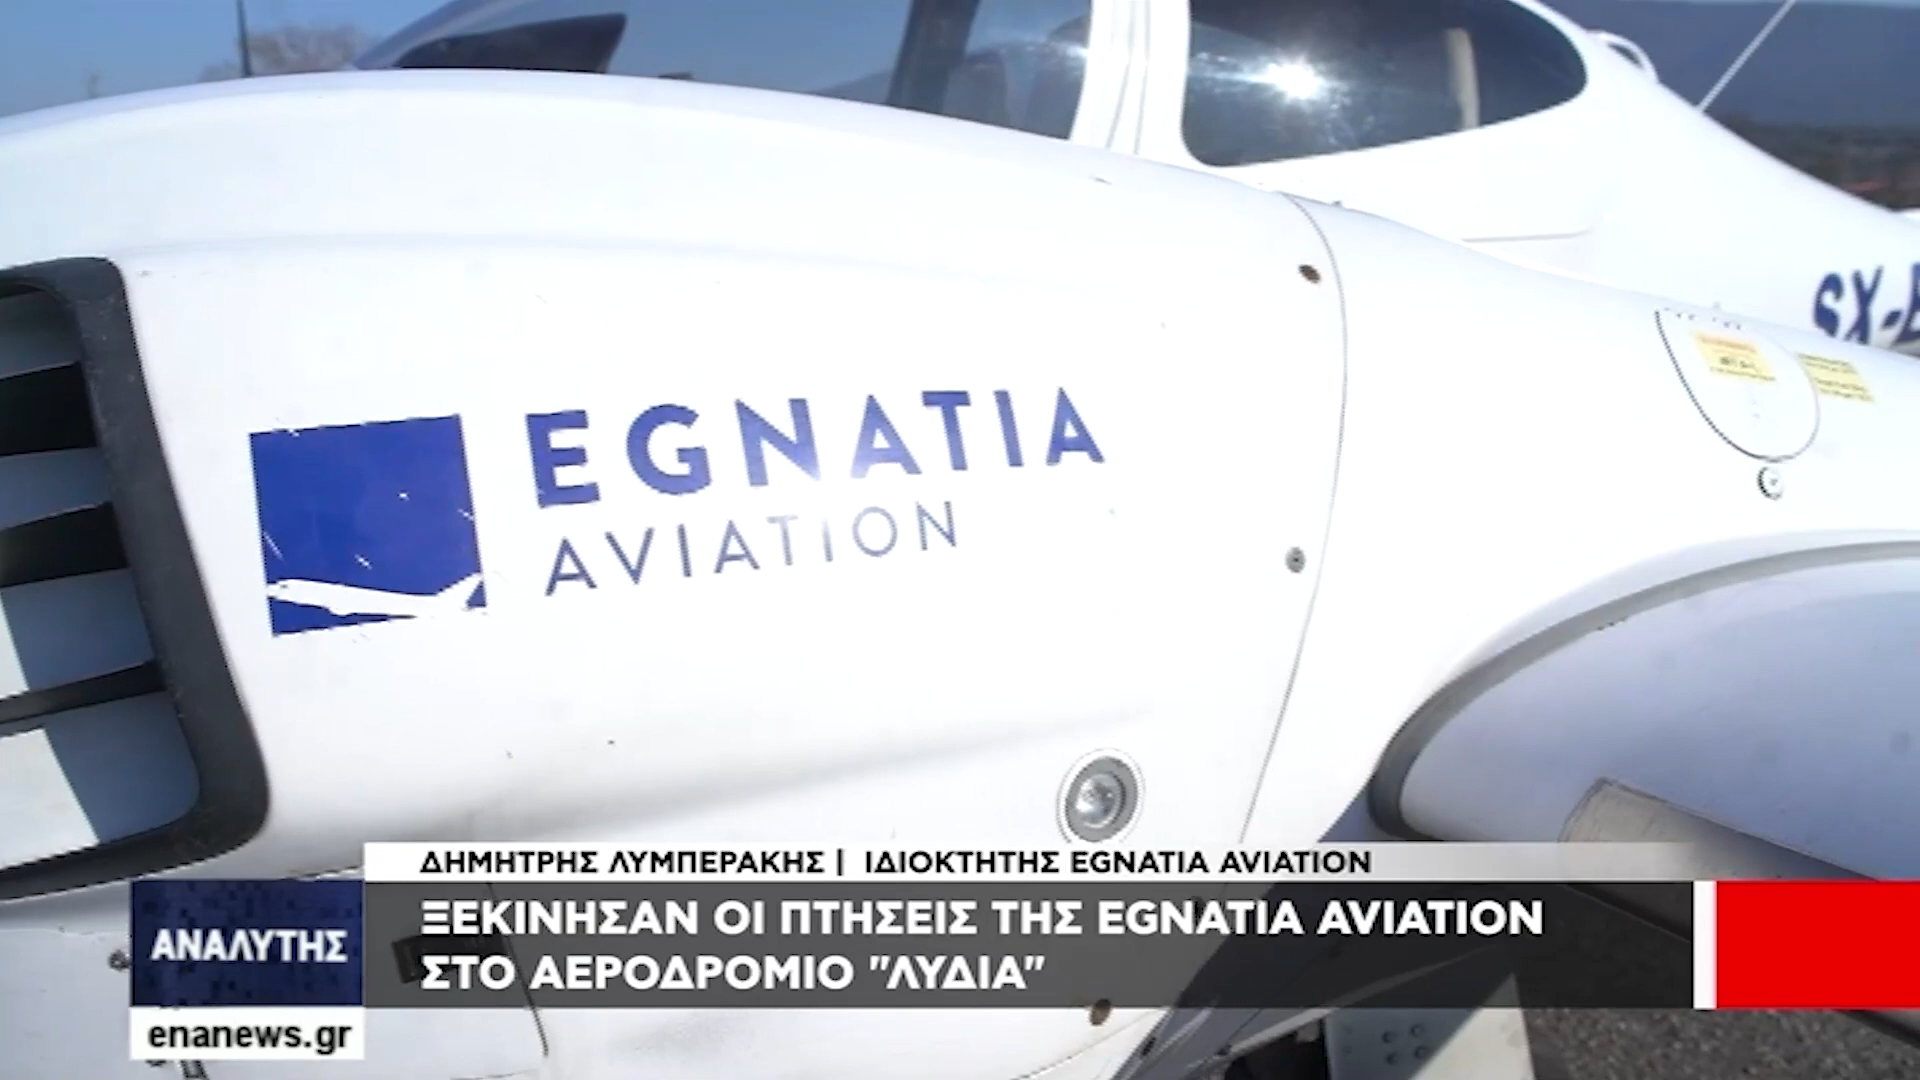 EGNATIA
AVIATION
ΔΗΜΗΤΡΗΣ ΛΥΜΠΕΡΑΚΗΣ | ΙΔΙΟΚΤΗΤΗΣ EGNATIA AVIATION
ΑΝΑΛΥΤΗΣ
ΞΕΚΙΝΗΣΑΝ ΟΙ ΠΤΗΣΕΙΣ ΤΗΣ EGNATIA AVIATION
ΣΤΟ ΑΕΡΟΔΡΟΜΙΟ "ΛΥΔΙΑ"
enanews.gr